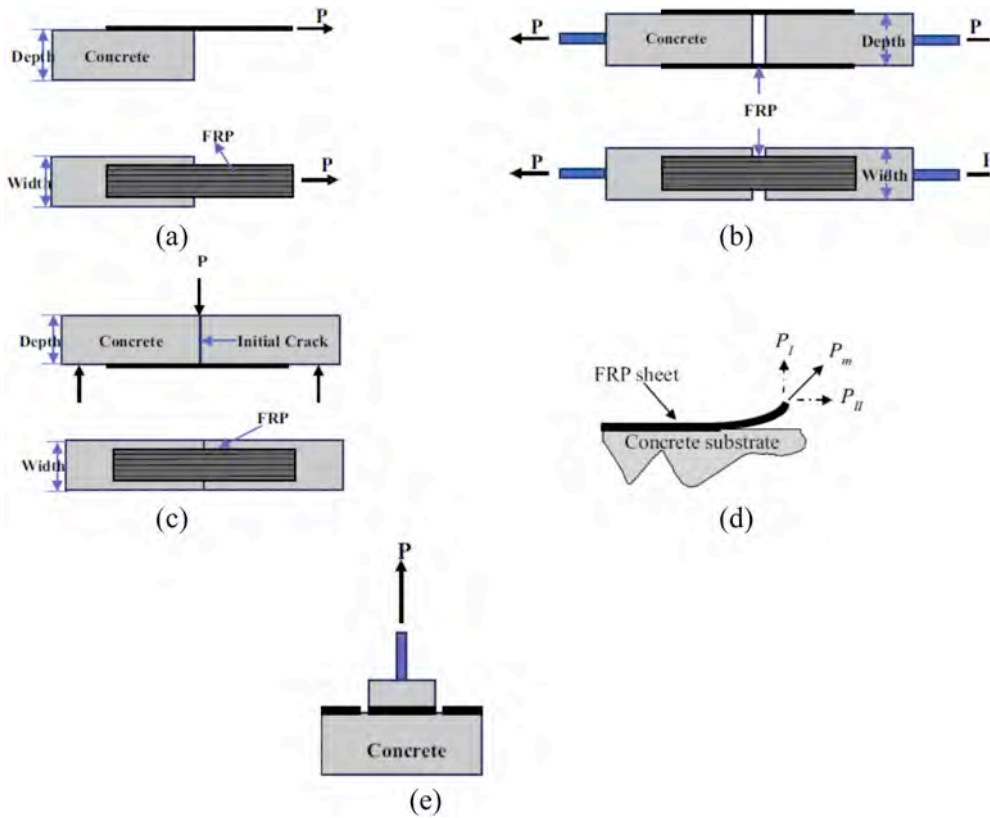 P
Depth
Concrete
FRP
P
Width
(a)
P
Concrete
Depth
P
FRP
P
Width
P
(b)
P
Depth
Concrete
Initial Crack
FRP
Width
(c)
P_I
P_m
FRP sheet
P_II
Concrete substrate
(d)
P
Concrete
(e)